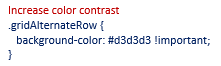 Increase color contrast
.gridAlternateRow {
background-color: #d3d3d3 !important;
}